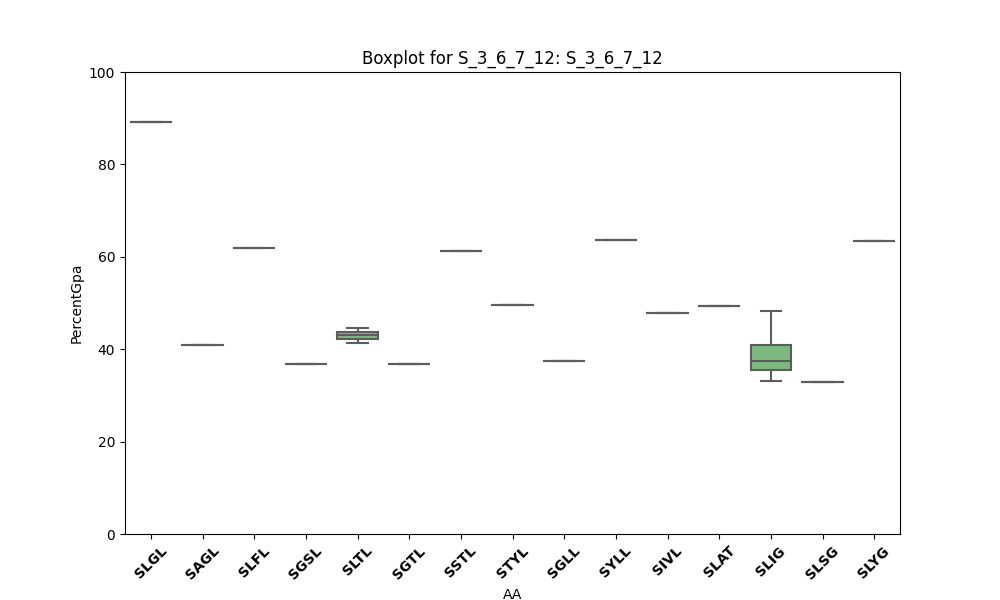 Boxplot for S_3_6_7_12: S_3_6_7_12
100
80
60
40
20
0
PercentGpa
SLGL SAGL SLFL SGSL SLTL SGTL SSTL STYL SGLL SYLL SIVL SLAT SLIG SLSG SLYG
AA